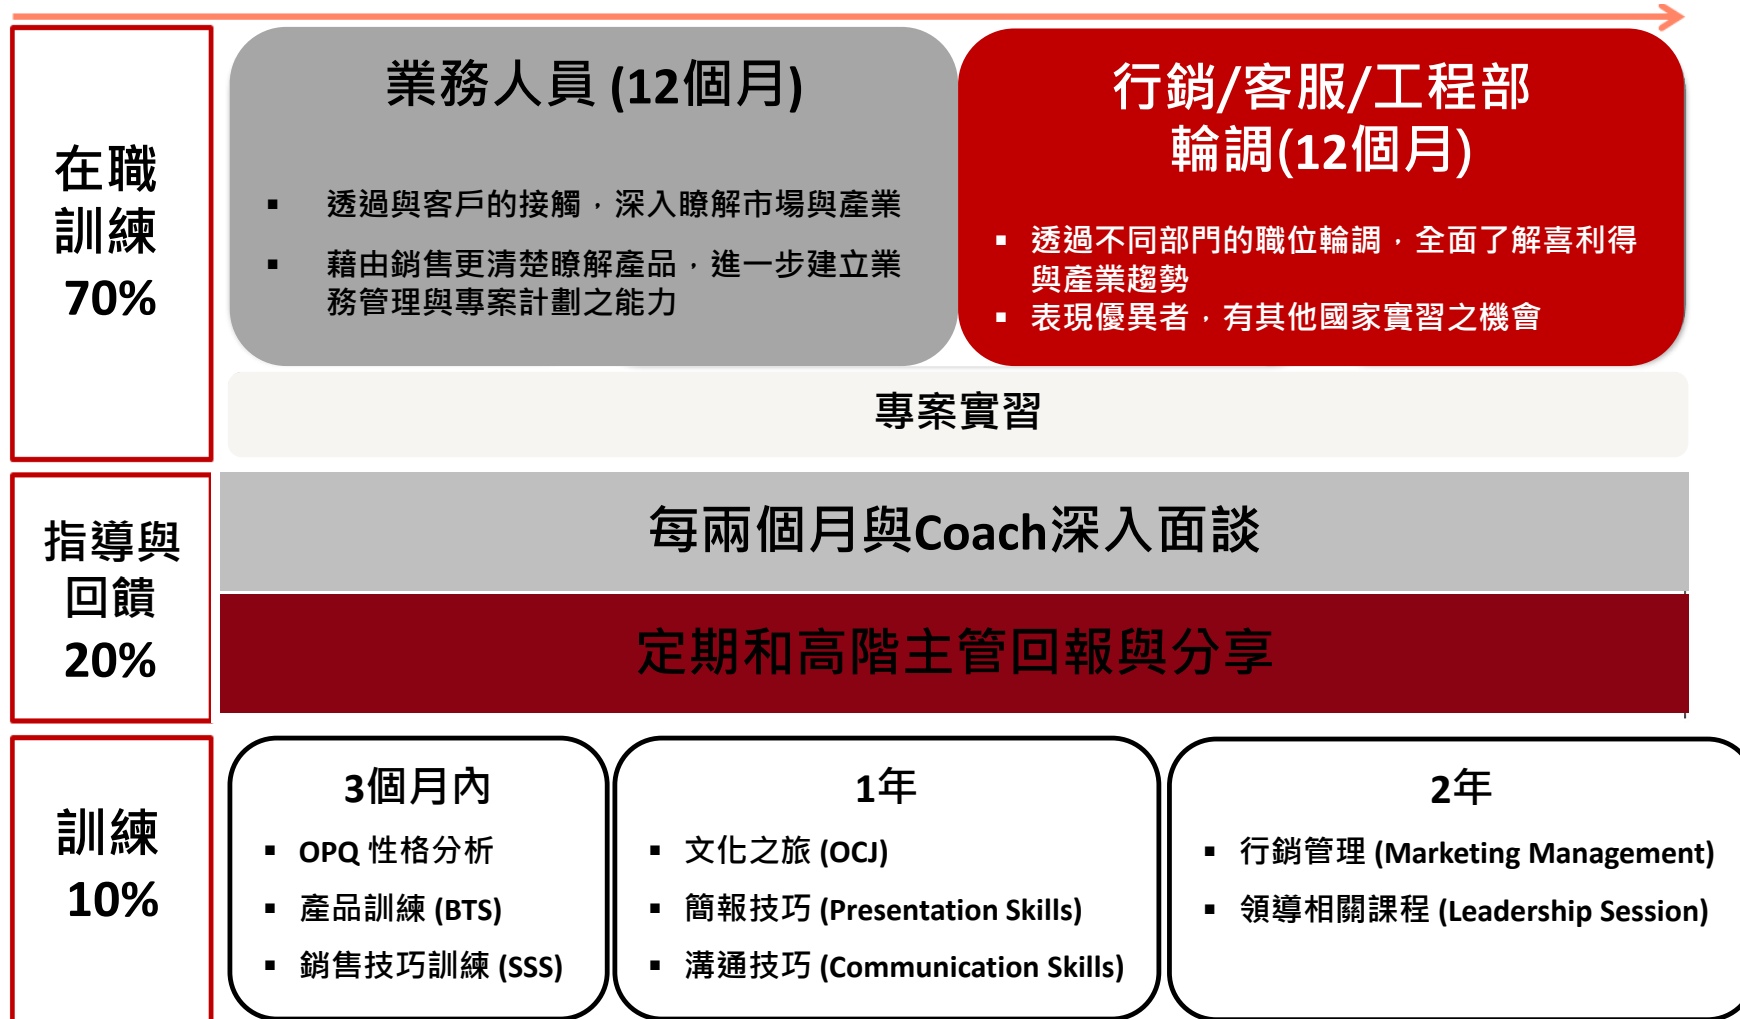 在職
訓練
70%
業務人員 (12個月)
▪ 透過與客戶的接觸，深入瞭解市場與產業
▪ 藉由銷售更清楚瞭解產品，進一步建立業
務管理與專案計劃之能力
行銷/客服/工程部
輪調(12個月)
▪ 透過不同部門的職位輪調，全面了解喜利得
與產業趨勢
▪ 表現優異者，有其他國家實習之機會
專案實習
指導與
回饋
20%
每兩個月與Coach深入面談
定期和高階主管回報與分享
訓練
10%
3個月內
▪ OPQ 性格分析
▪ 產品訓練 (BTS)
▪ 銷售技巧訓練 (SSS)
1年
▪ 文化之旅 (OCJ)
▪ 簡報技巧 (Presentation Skills)
▪ 溝通技巧 (Communication Skills)
2年
▪ 行銷管理 (Marketing Management)
▪ 領導相關課程 (Leadership Session)